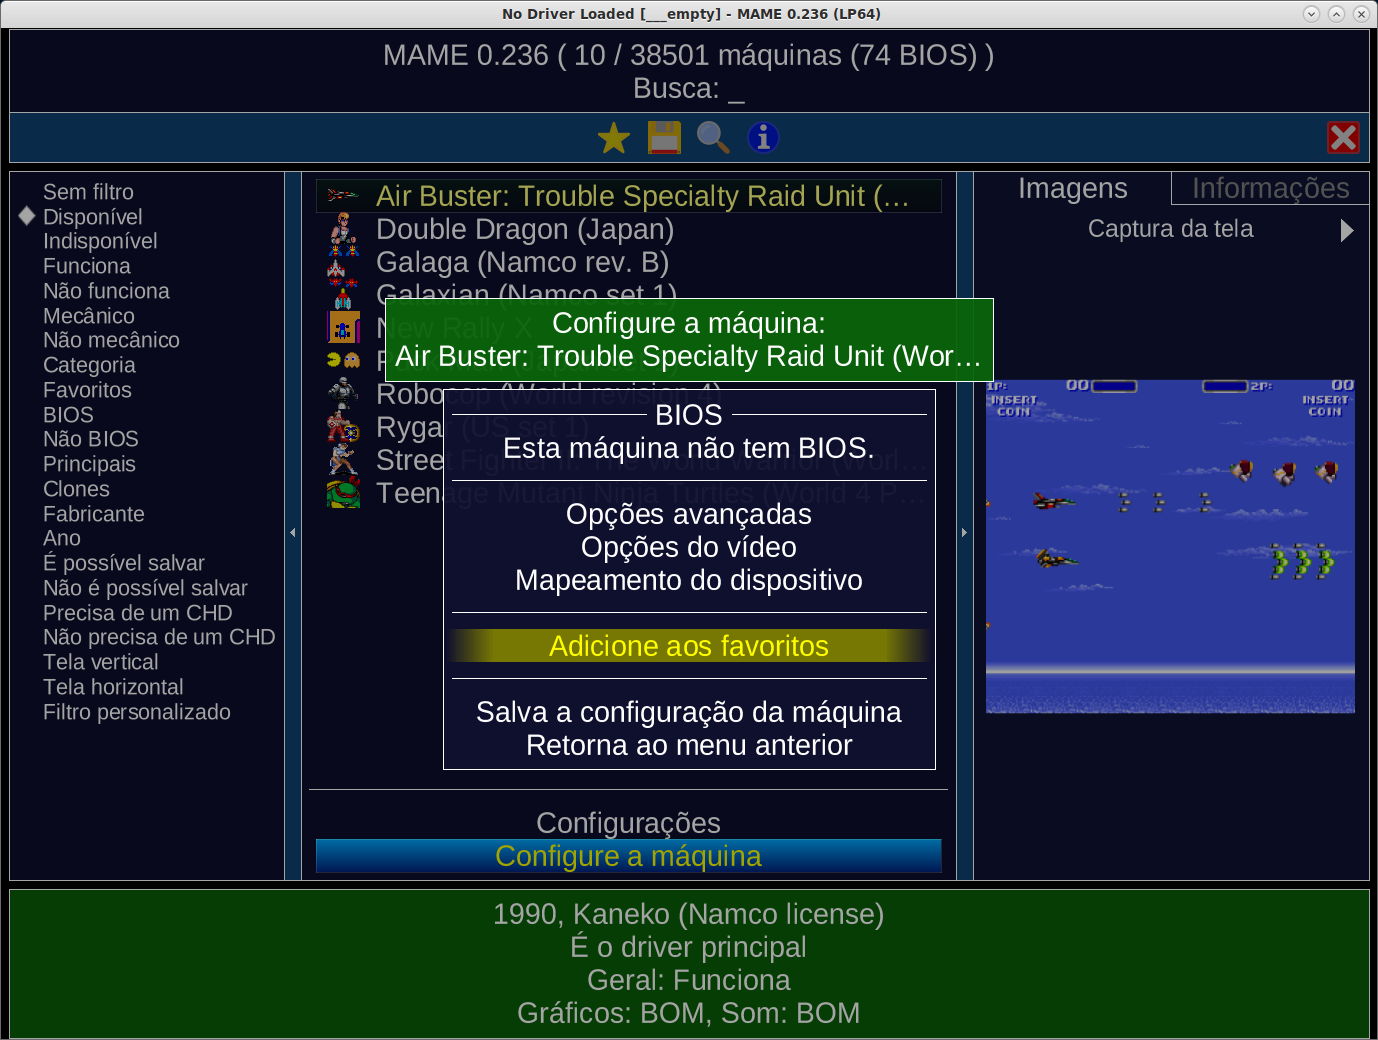 No Driver Loaded [___empty] - MAME 0.236 (LP64)
MAME 0.236 ( 10 / 38501 máquinas (74 BIOS) )
Busca: _
Sem filtro
Disponível
Indisponível
Funciona
Não funciona
Mecânico
Não mecânico
Categoria
Favoritos
BIOS
Não BIOS
Principais
Clones
Fabricante
Ano
É possível salvar
Não é possível salvar
Precisa de um CHD
Não precisa de um CHD
Tela vertical
Tela horizontal
Filtro personalizado
Air Buster: Trouble Specialty Raid Unit (…
Double Dragon (Japan)
Galaga (Namco rev. B)
Galaxian (Namco set 1)
New Rally X
Robocop (World revision 4)
Rygar (US set 1)
Street Fighter II: The World Warrior (Worl…
Teenage Mutant Ninja Turtles (World 4 P…
Configure a máquina:
Air Buster: Trouble Specialty Raid Unit (Wor…
BIOS
Esta máquina não tem BIOS.
Opções avançadas
Opções do vídeo
Mapeamento do dispositivo
Adicione aos favoritos
Salva a configuração da máquina
Retorna ao menu anterior
Configurações
Configure a máquina
Imagens
Informações
Captura da tela
1P: 00
2P: 00
INSERT COIN
INSERT COIN
1990, Kaneko (Namco license)
É o driver principal
Geral: Funciona
Gráficos: BOM, Som: BOM